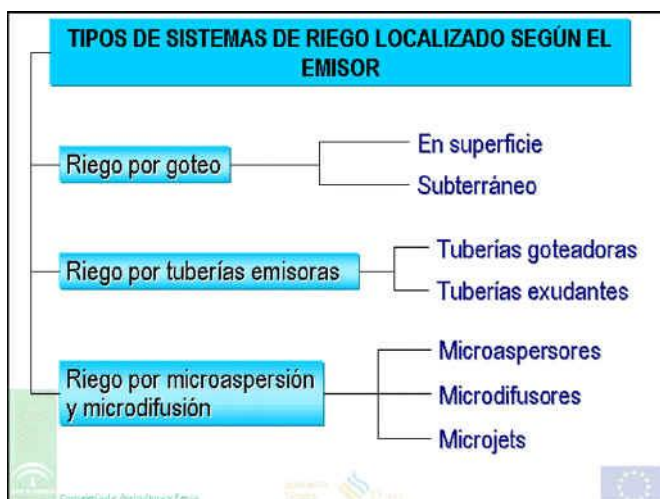 TIPOS DE SISTEMAS DE RIEGO LOCALIZADO SEGÚN EL
EMISOR
Riego por goteo
En superficie
Subterráneo
Riego por tuberías emisoras
Tuberías goteadoras
Tuberías exudantes
Riego por microaspersión
y microdifusión
Microaspersores
Microdifusores
Microjets